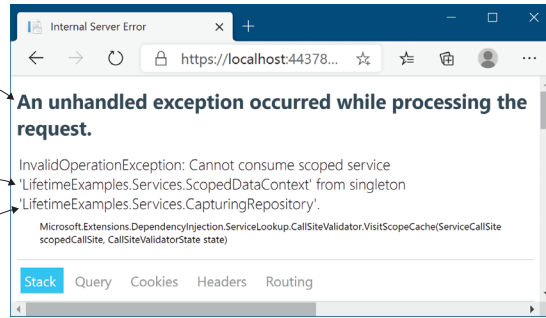 Internal Server Error
https://localhost:44378...
An unhandled exception occurred while processing the
request.
InvalidOperationException: Cannot consume scoped service
'LifetimeExamples.Services.ScopedDataContext' from singleton
'LifetimeExamples.Services.CapturingRepository'.
Microsoft.Extensions.DependencyInjection.ServiceLookup.CallSiteValidator.VisitScopeCache(ServiceCallSite
scopedCallSite, CallSiteValidatorState state)
Stack Query Cookies Headers Routing